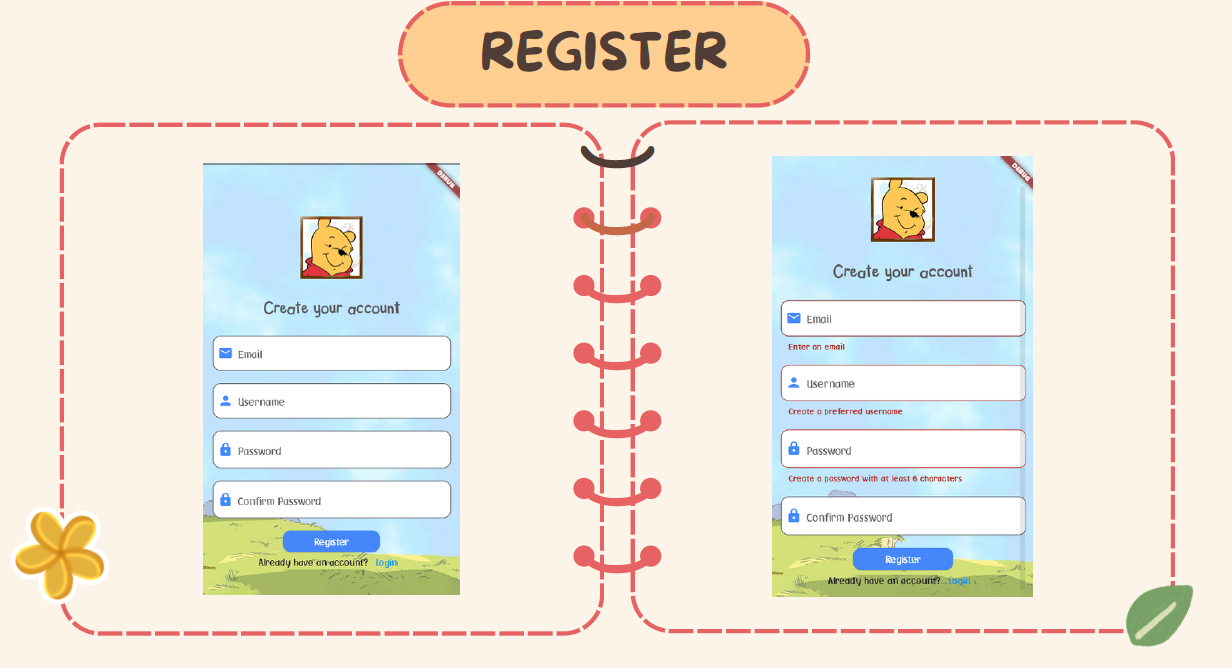 REGISTER
DEBUG
Create your account
Email
Username
Password
Confirm Password
Register
Already have an account? login
DEBUG
Create your account
Email
Enter an email
Username
Create a preferred username
Password
Create a password with at least 6 characters
Confirm Password
Register
Already have an account? login